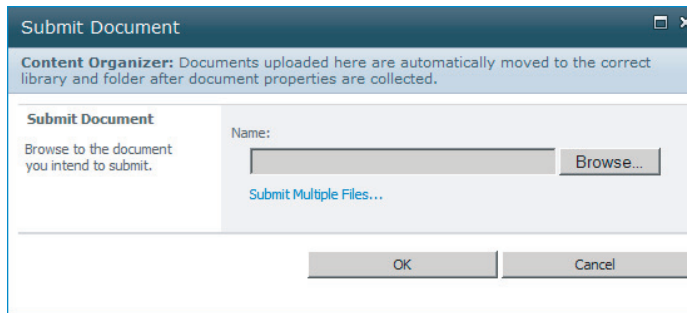 Submit Document
Content Organizer: Documents uploaded here are automatically moved to the correct
library and folder after document properties are collected.
Submit Document
Browse to the document
you intend to submit.
Name:
Browse...
Submit Multiple Files...
OK
Cancel